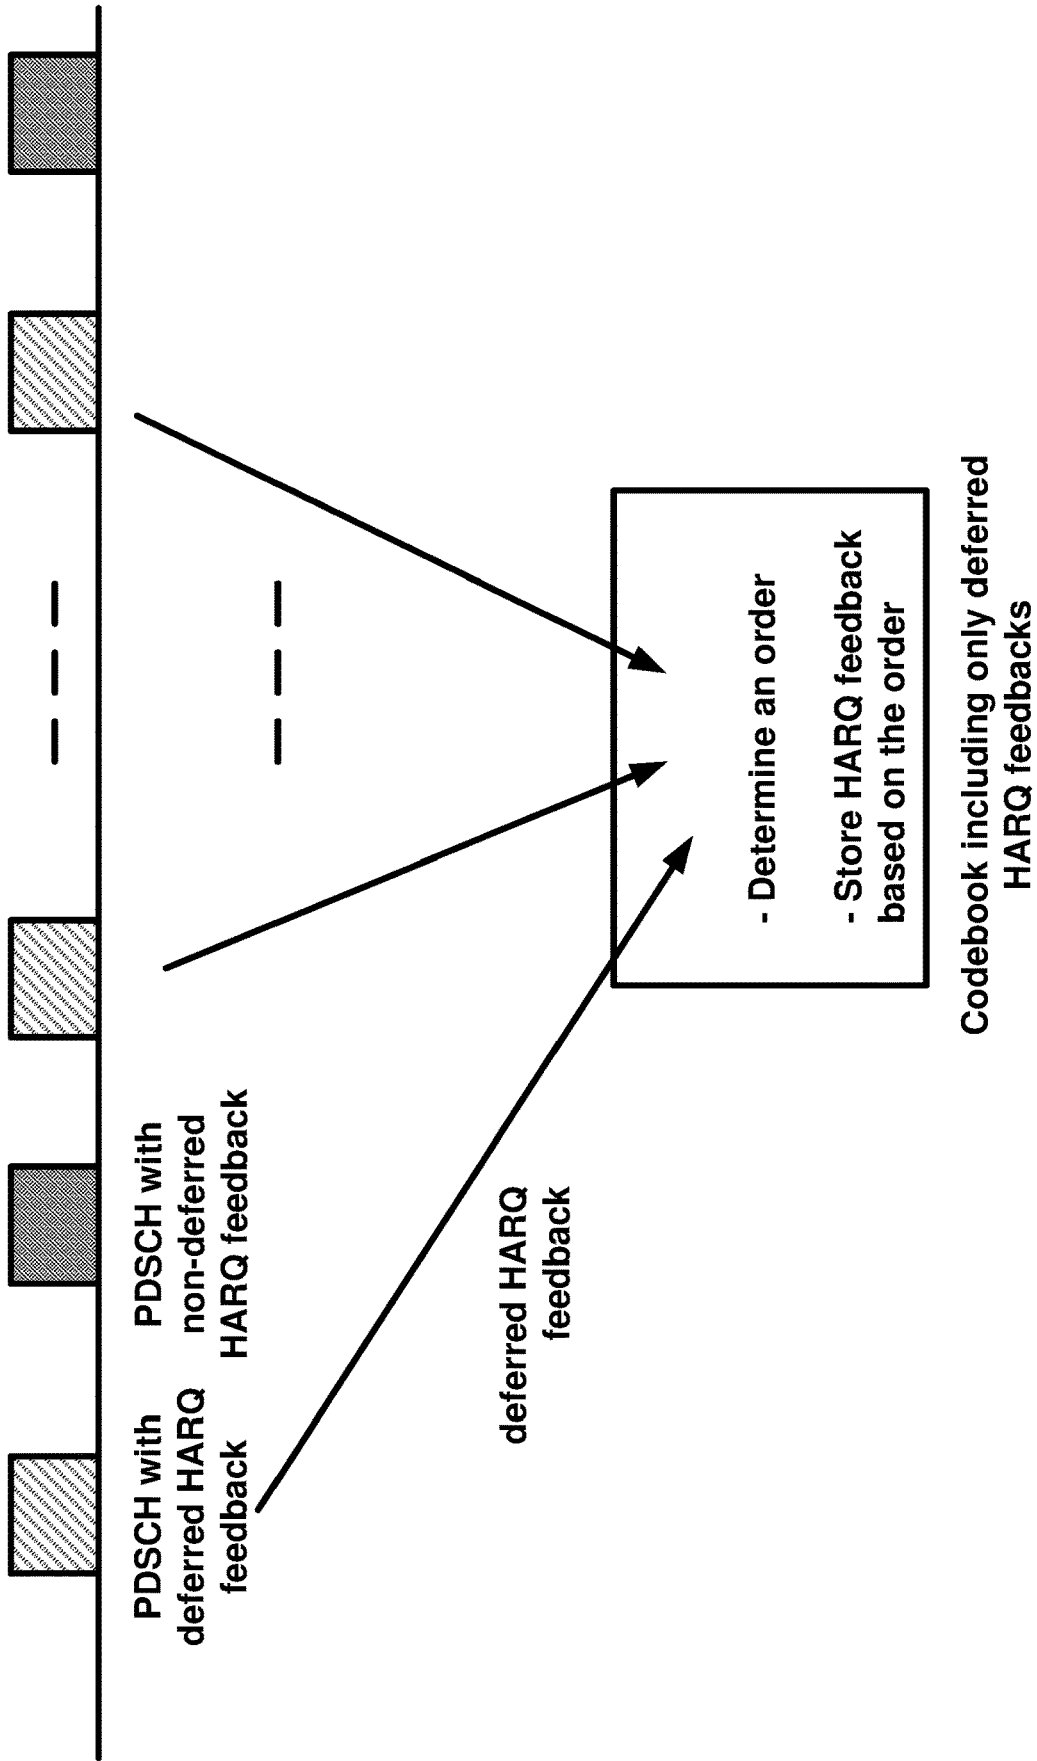 PDSCH with
deferred HARQ
feedback
PDSCH with
non-deferred
HARQ feedback
deferred HARQ
feedback
- Determine an order
- Store HARQ feedback
based on the order
Codebook including only deferred
HARQ feedbacks